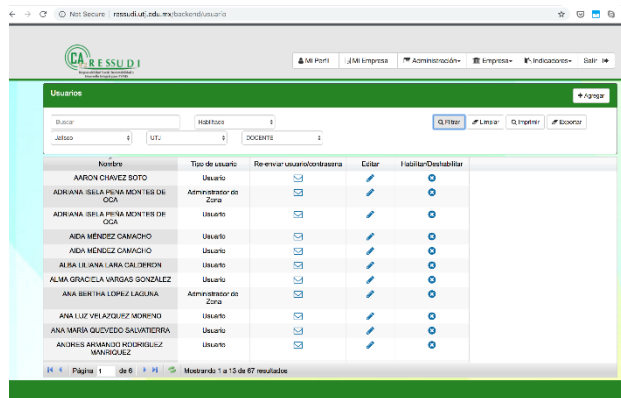 Not Secure | ressudi.utj.edu.mx/backend/usuario
CA RESSUDI
Mi Perfil
Mi Empresa
Administración
Empresa
Indicadores
Salir
Usuarios
+ Agregar
Buscar
Habilitado
Filtrar
Limpiar
Imprimir
Exportar
Jalisco
UTJ
DOCENTE
Nombre Tipo de usuario Re-enviar usuario/contrasena Editar Habilitar/Deshabilitar
AARON CHAVEZ SOTO Usuario
ADRIANA ISELA PENA MONTES DE OCA Administrador de Zona
ADRIANA ISELA PEÑA MONTES DE OCA Usuario
AIDA MÉNDEZ CAMACHO Usuario
AIDA MÉNDEZ CAMACHO Usuario
ALBA LILIANA LARA CALDERON Usuario
ALMA GRACIELA VARGAS GONZÁLEZ Usuario
ANA BERTHA LOPEZ LAGUNA Administrador de Zona
ANA LUZ VELAZQUEZ MORENO Usuario
ANA MARÍA QUEVEDO SALVATIERRA Usuario
ANDRES ARMANDO RODRIGUEZ MANRIQUEZ Usuario
Página 1 de 6 Mostrando 1 a 13 de 67 resultados